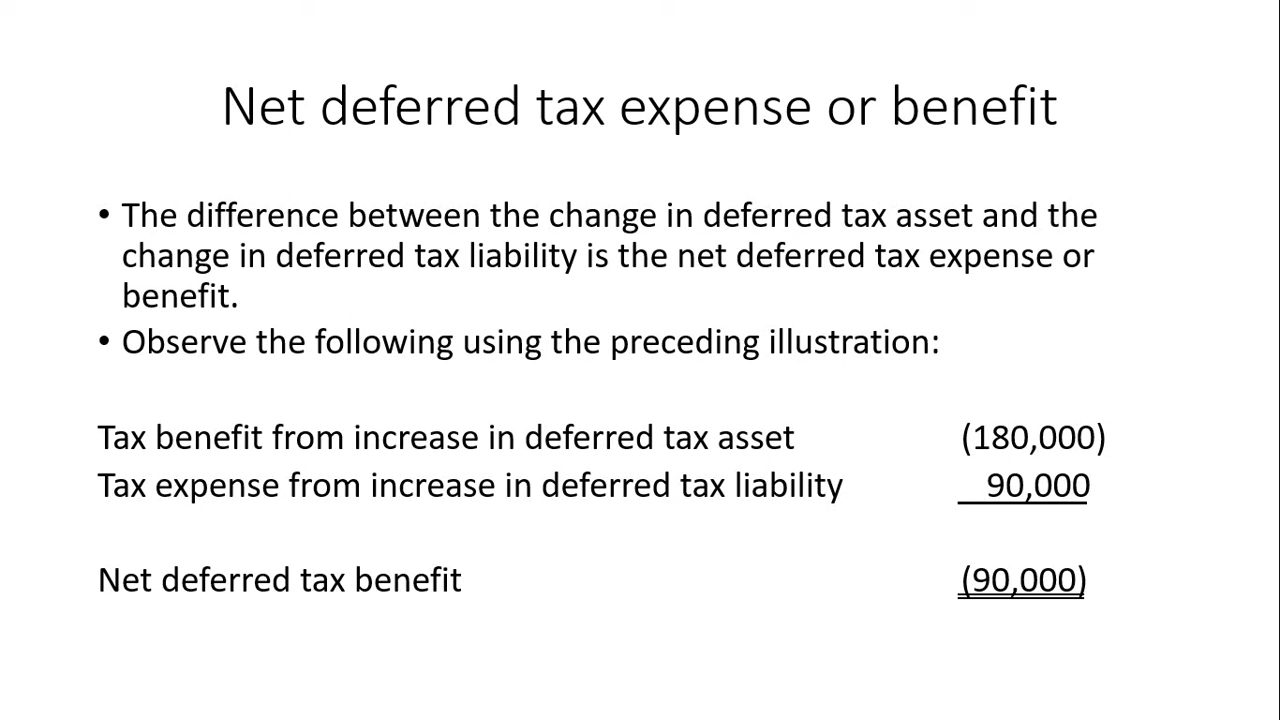 Net deferred tax expense or benefit
• The difference between the change in deferred tax asset and the
change in deferred tax liability is the net deferred tax expense or
benefit.
• Observe the following using the preceding illustration:
Tax benefit from increase in deferred tax asset (180,000)
Tax expense from increase in deferred tax liability 90,000
Net deferred tax benefit (90,000)